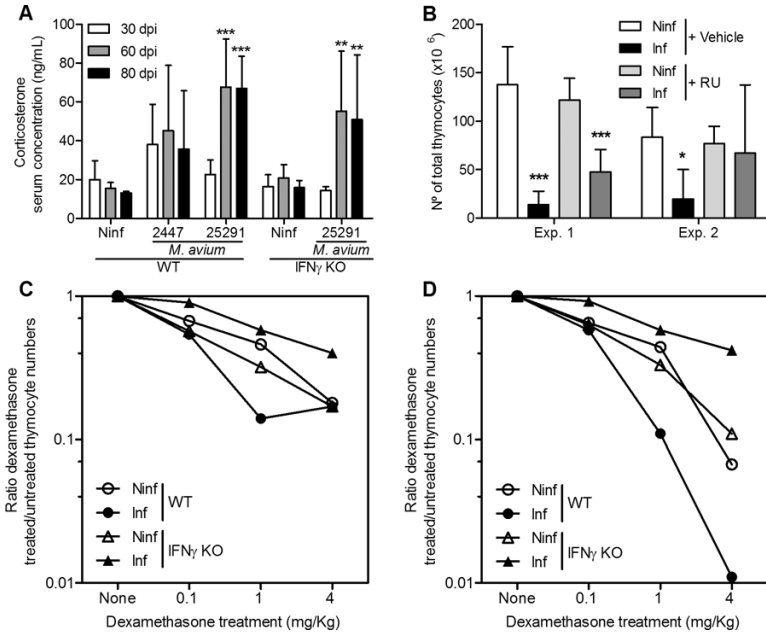 A
Corticosterone
serum concentration (ng/mL)
100
80
60
40
20
0
30 dpi
60 dpi
80 dpi
***
***
**
**
Ninf
2447
25291
Ninf
25291
M. avium
M. avium
WT
IFNγ KO
B
Nº of total thymocytes (x10⁻⁶)
200
150
100
50
0
Ninf
Inf
+ Vehicle
Ninf
Inf
+ RU
***
***
*
Exp. 1
Exp. 2
C
Ratio dexamethasone
treated/untreated thymocyte numbers
1
0.1
0.01
Ninf
Inf
WT
Ninf
Inf
IFNγ KO
None
0.1
1
4
Dexamethasone treatment (mg/Kg)
D
Ratio dexamethasone
treated/untreated thymocyte numbers
1
0.1
0.01
Ninf
Inf
WT
Ninf
Inf
IFNγ KO
None
0.1
1
4
Dexamethasone treatment (mg/Kg)